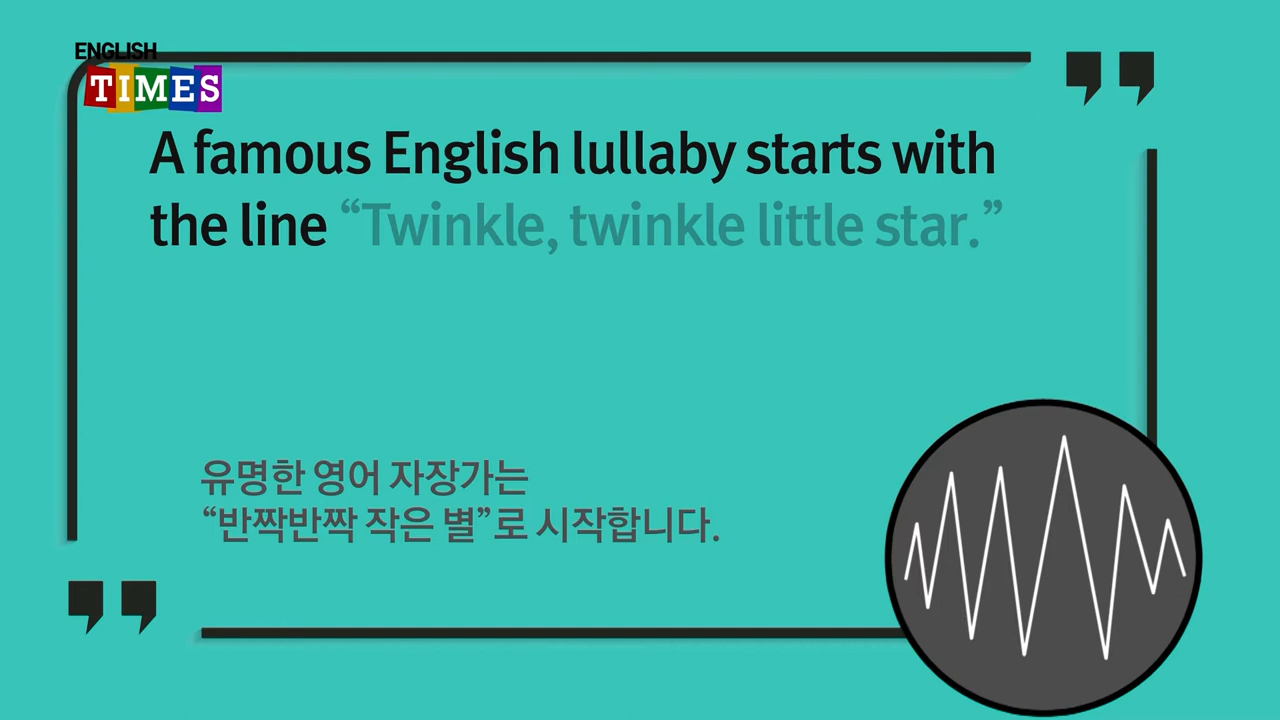 ENGLISH
TIMES
A famous English lullaby starts with
the line “Twinkle, twinkle little star.”
유명한 영어 자장가는
“반짝반짝 작은 별”로 시작합니다.